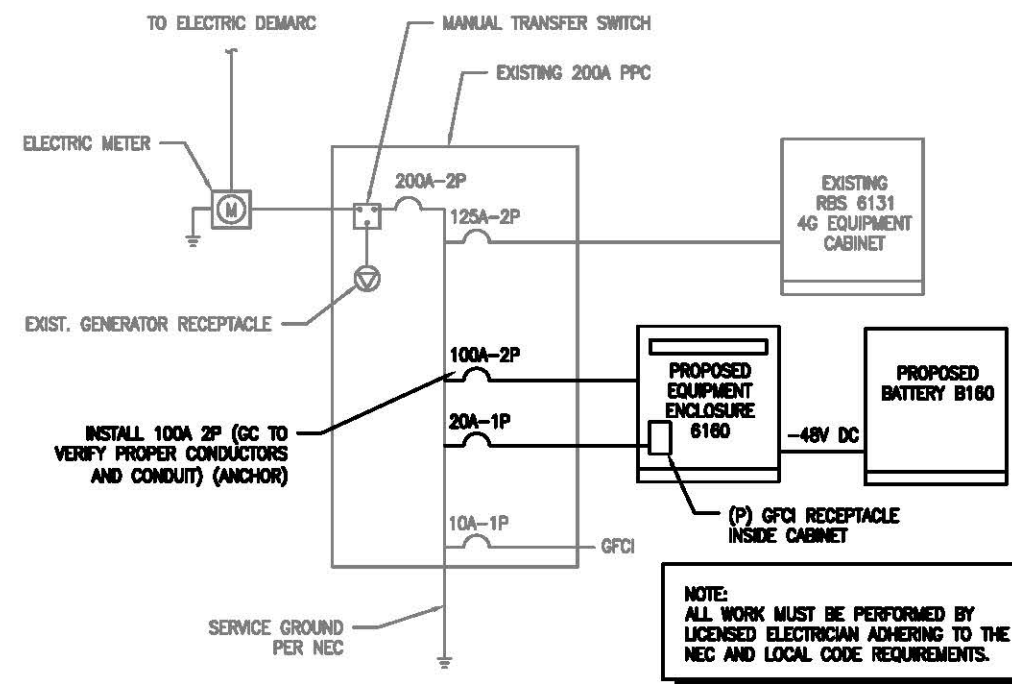 TO ELECTRIC DEMARC
MANUAL TRANSFER SWITCH
EXISTING 200A PPC
ELECTRIC METER
M
200A-2P
125A-2P
EXISTING
RBS 6131
4G EQUIPMENT
CABINET
EXIST. GENERATOR RECEPTACLE
100A-2P
PROPOSED
EQUIPMENT
ENCLOSURE
6160
PROPOSED
BATTERY B160
INSTALL 100A 2P (GC TO
VERIFY PROPER CONDUCTORS
AND CONDUIT) (ANCHOR)
20A-1P
-48V DC
(P) GFCI RECEPTACLE
INSIDE CABINET
10A-1P
GFCI
SERVICE GROUND
PER NEC
NOTE:
ALL WORK MUST BE PERFORMED BY
LICENSED ELECTRICIAN ADHERING TO THE
NEC AND LOCAL CODE REQUIREMENTS.